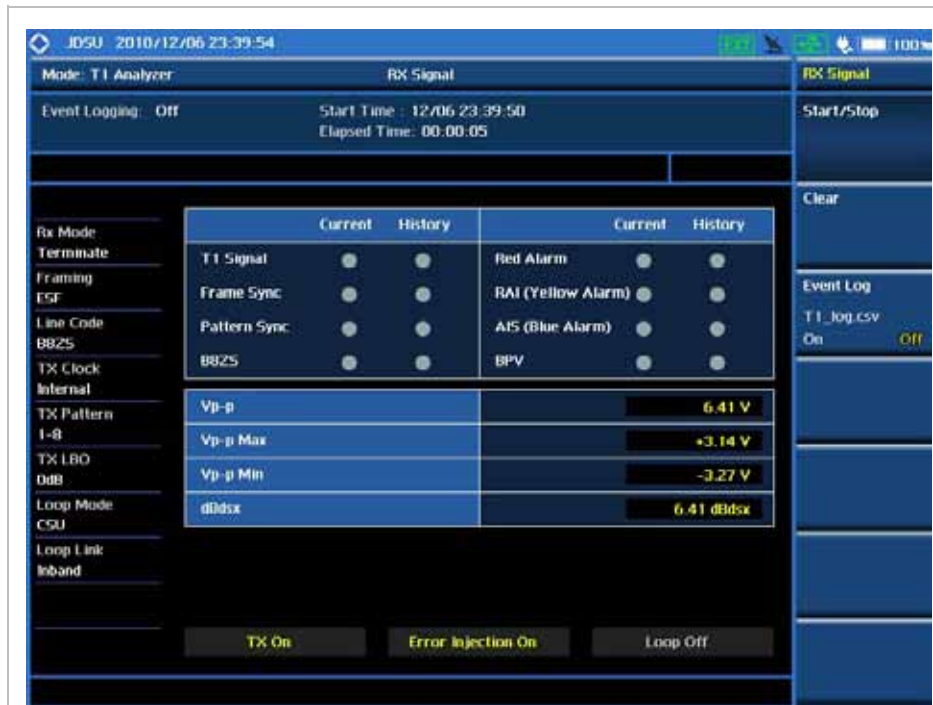 JDSU 2010/12/06 23:39:54
EXT
100%
Mode: T1 Analyzer RX Signal
RX Signal
Event Logging: Off
Start Time : 12/06 23:39:50
Elapsed Time: 00:00:05
Start/Stop
Clear
Event Log
T1_log.csv
On Off
Rx Mode
Terminate
Framing
ESF
Line Code
B8ZS
TX Clock
Internal
TX Pattern
1-8
TX LBO
0dB
Loop Mode
CSU
Loop Link
Inband
Current History Current History
T1 Signal Red Alarm
Frame Sync RAI (Yellow Alarm)
Pattern Sync AIS (Blue Alarm)
B8ZS BPV
Vp-p 6.41 V
Vp-p Max +3.14 V
Vp-p Min -3.27 V
dBdsx 6.41 dBdsx
TX On Error Injection On Loop Off